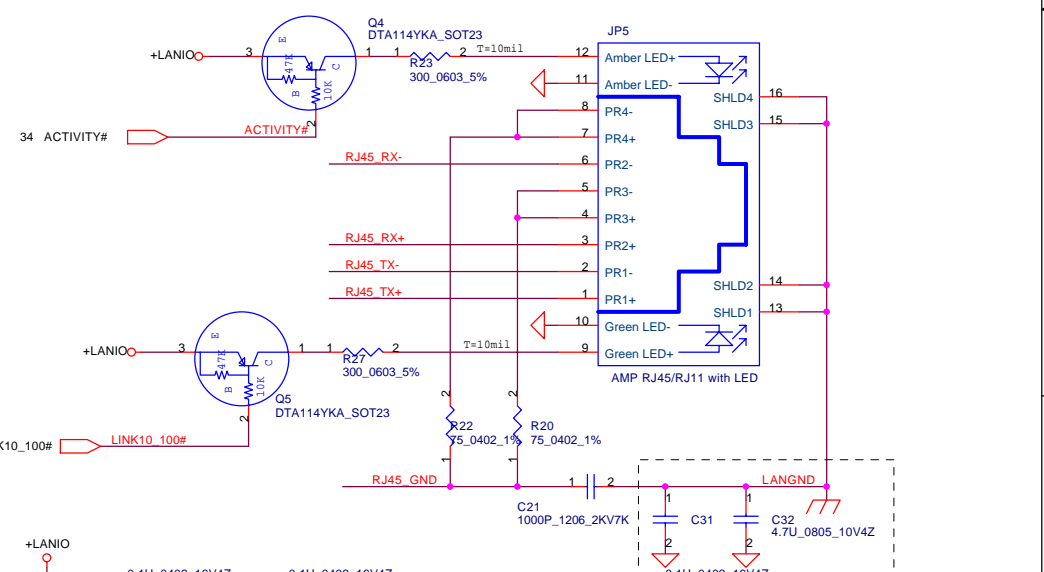 Q4
DTA114YKA_SOT23
JP5
+LANIO
3
E
47K
B
C
10K
1
1
2
T=10mil
R23
300_0603_5%
12
Amber LED+
11
Amber LED-
2
34 ACTIVITY#
ACTIVITY#
8
PR4-
7
PR4+
RJ45_RX-
6
PR2-
5
PR3-
4
PR3+
RJ45_RX+
3
PR2+
RJ45_TX-
2
PR1-
RJ45_TX+
1
PR1+
10
Green LED-
9
Green LED+
SHLD4
16
SHLD3
15
SHLD2
14
SHLD1
13
AMP RJ45/RJ11 with LED
+LANIO
3
E
47K
B
C
10K
1
1
2
T=10mil
R27
300_0603_5%
Q5
DTA114YKA_SOT23
2
K10_100#
LINK10_100#
2
R22
75_0402_1%
1
2
R20
75_0402_1%
1
RJ45_GND
1
2
C21
1000P_1206_2KV7K
LANGND
1
C31
2
1
C32
4.7U_0805_10V4Z
2
+LANIO